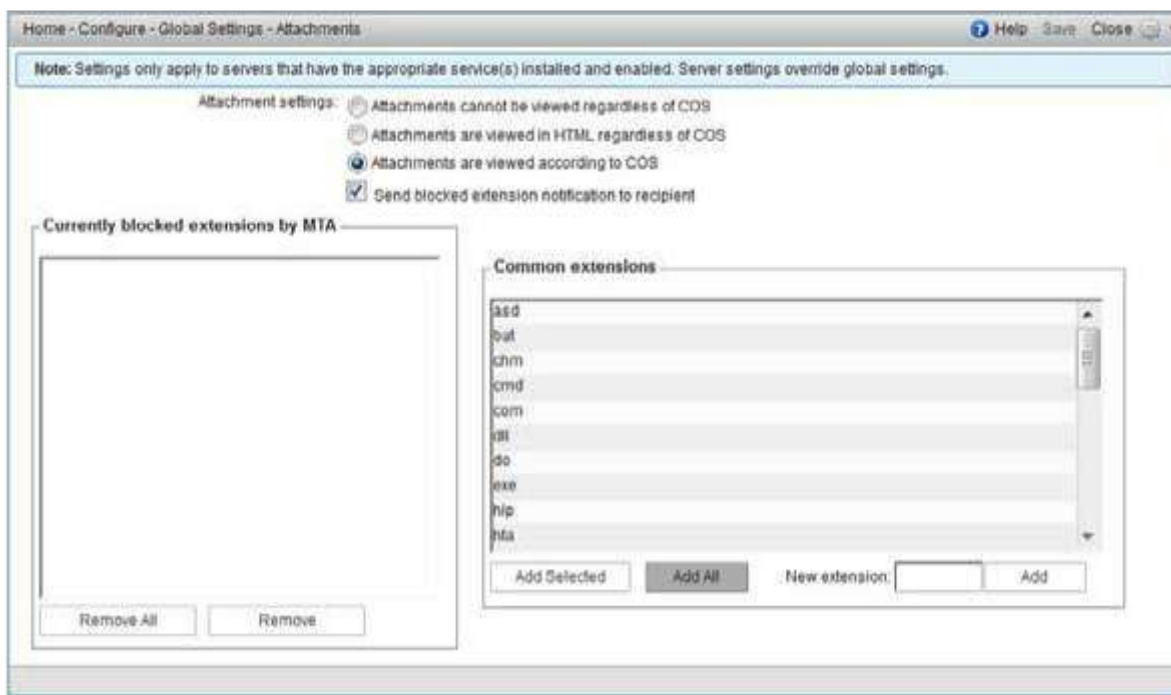 Home - Configure - Global Settings - Attachments
Help Save Close
Note: Settings only apply to servers that have the appropriate service(s) installed and enabled. Server settings override global settings.
Attachment settings: Attachments cannot be viewed regardless of COS
Attachments are viewed in HTML regardless of COS
Attachments are viewed according to COS
Send blocked extension notification to recipient
Currently blocked extensions by MTA
Common extensions
asd
bat
chm
cmd
com
dll
do
exe
hlp
hta
Add Selected Add All New extension: Add
Remove All Remove